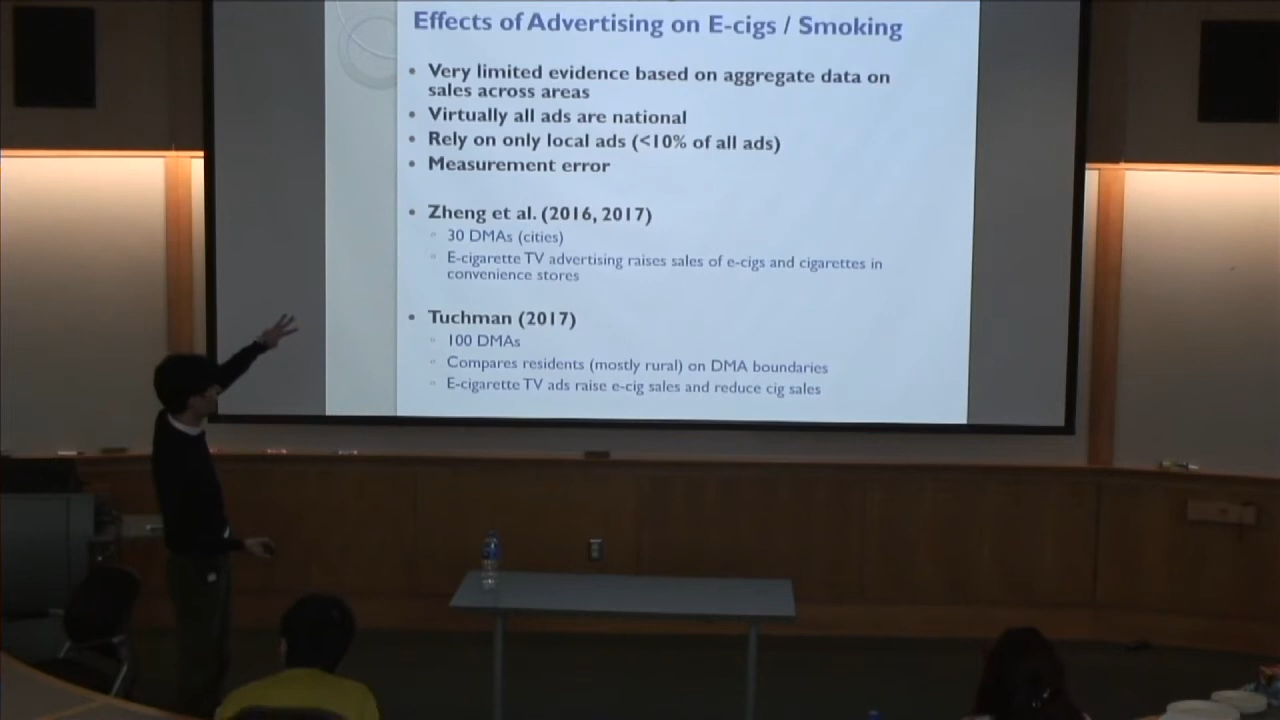 Effects of Advertising on E-cigs / Smoking
• Very limited evidence based on aggregate data on
sales across areas
• Virtually all ads are national
• Rely on only local ads (<10% of all ads)
• Measurement error
• Zheng et al. (2016, 2017)
▫ 30 DMAs (cities)
▫ E-cigarette TV advertising raises sales of e-cigs and cigarettes in
convenience stores
• Tuchman (2017)
▫ 100 DMAs
▫ Compares residents (mostly rural) on DMA boundaries
▫ E-cigarette TV ads raise e-cig sales and reduce cig sales